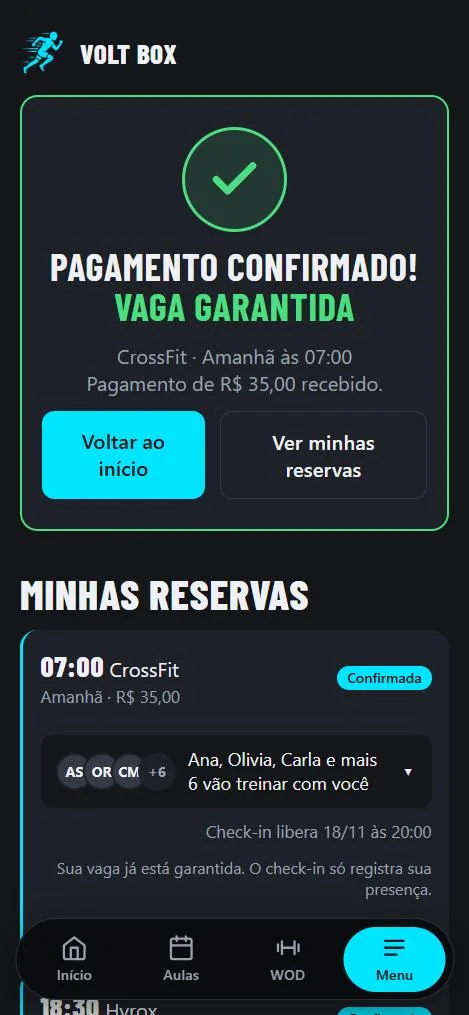 VOLT BOX
PAGAMENTO CONFIRMADO!
VAGA GARANTIDA
CrossFit · Amanhã às 07:00
Pagamento de R$ 35,00 recebido.
Voltar ao
início
Ver minhas
reservas
MINHAS RESERVAS
07:00 CrossFit
Confirmada
Amanhã · R$ 35,00
AS OR CM +6
Ana, Olivia, Carla e mais
6 vão treinar com você
Check-in libera 18/11 às 20:00
Sua vaga já está garantida. O check-in só registra sua
presença.
Início
Aulas
WOD
Menu
18:30 Hyrox